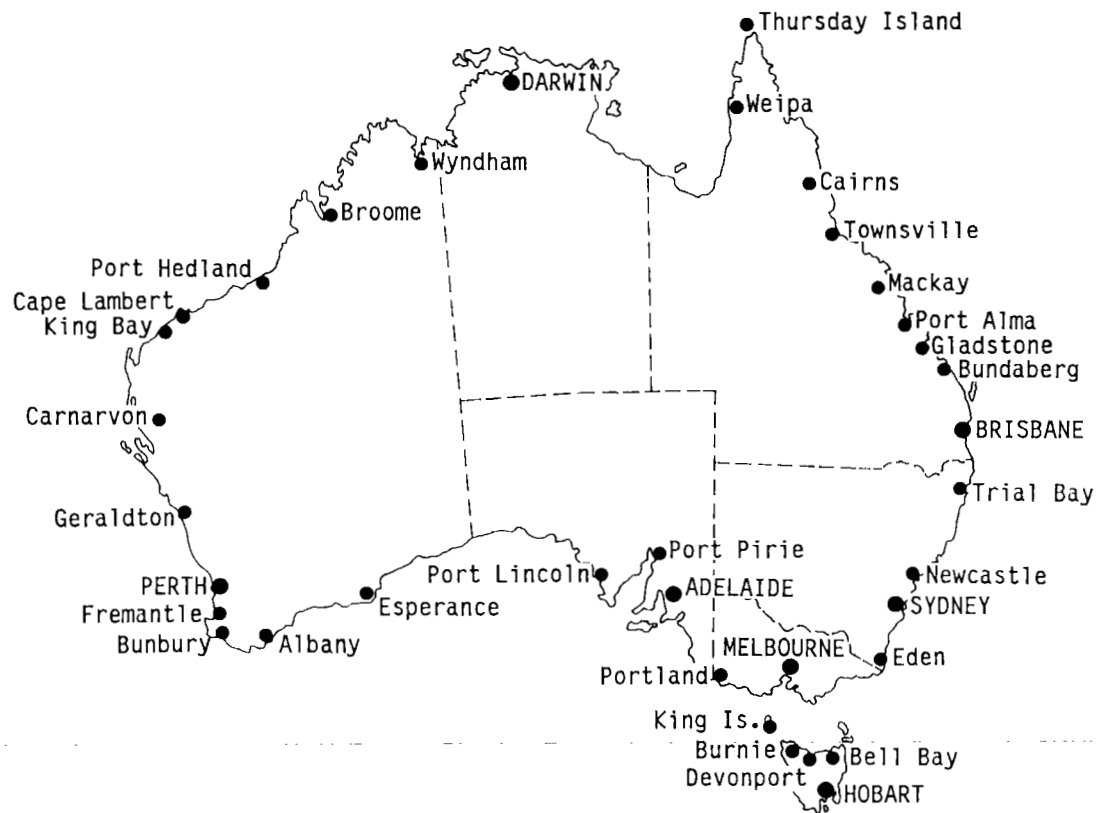 Thursday Island
DARWIN
Weipa
Wyndham
Cairns
Broome
Townsville
Port Hedland
Mackay
Cape Lambert
King Bay
Port Alma
Gladstone
Bundaberg
Carnarvon
BRISBANE
Trial Bay
Geraldton
Port Pirie
Port Lincoln
Newcastle
PERTH
ADELAIDE
Esperance
SYDNEY
Fremantle
Bunbury
Albany
MELBOURNE
Eden
Portland
King Is.
Burnie
Bell Bay
Devonport
HOBART